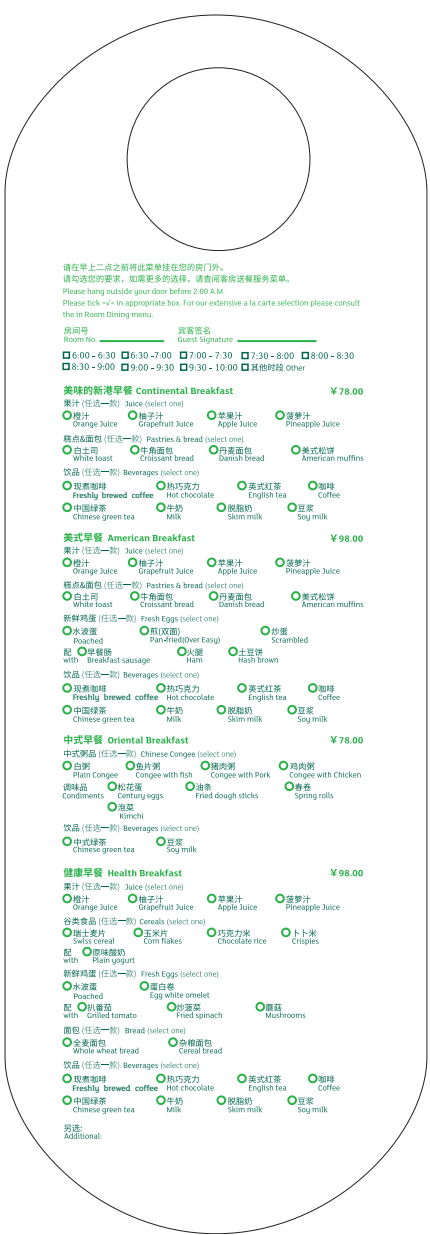 请在早上二点之前将此菜单挂在您的房门外。
请勾选您的要求，如需更多的选择，请查阅客房送餐服务菜单。
Please hang outside your door before 2:00 A.M.
Please tick «√» in appropriate box. For our extensive a la carte selection please consult
the in Room Dining menu.
房间号 宾客签名
Room No. Guest Signature
6:00 - 6:30 6:30 -7:00 7:00 - 7:30 7:30 - 8:00 8:00 - 8:30
8:30 - 9:00 9:00 - 9:30 9:30 - 10:00 其他时段 Other
美味的新港早餐 Continental Breakfast ￥78.00
果汁 (任选一款) Juice (select one)
橙汁 柚子汁 苹果汁 菠萝汁
Orange Juice Grapefruit Juice Apple Juice Pineapple Juice
糕点&面包 (任选一款) Pastries & bread (select one)
白土司 牛角面包 丹麦面包 美式松饼
White toast Croissant bread Danish bread American muffins
饮品 (任选一款) Beverages (select one)
现煮咖啡 热巧克力 英式红茶 咖啡
Freshly brewed coffee Hot chocolate English tea Coffee
中国绿茶 牛奶 脱脂奶 豆浆
Chinese green tea Milk Skim milk Soy milk
美式早餐 American Breakfast ￥98.00
果汁 (任选一款) Juice (select one)
橙汁 柚子汁 苹果汁 菠萝汁
Orange Juice Grapefruit Juice Apple Juice Pineapple Juice
糕点&面包 (任选一款) Pastries & bread (select one)
白土司 牛角面包 丹麦面包 美式松饼
White toast Croissant bread Danish bread American muffins
新鲜鸡蛋 (任选一款) Fresh Eggs (select one)
水波蛋 煎(双面) 炒蛋
Poached Pan-fried(Over Easy) Scrambled
配 早餐肠 火腿 土豆饼
with Breakfast sausage Ham Hash brown
饮品 (任选一款) Beverages (select one)
现煮咖啡 热巧克力 英式红茶 咖啡
Freshly brewed coffee Hot chocolate English tea Coffee
中国绿茶 牛奶 脱脂奶 豆浆
Chinese green tea Milk Skim milk Soy milk
中式早餐 Oriental Breakfast ￥78.00
中式粥品 (任选一款) Chinese Congee (select one)
白粥 鱼片粥 猪肉粥 鸡肉粥
Plain Congee Congee with fish Congee with Pork Congee with Chicken
调味品 松花蛋 油条 春卷
Condiments Century eggs Fried dough sticks Spring rolls
泡菜
Kimchi
饮品 (任选一款) Beverages (select one)
中式绿茶 豆浆
Chinese green tea Soy milk
健康早餐 Health Breakfast ￥98.00
果汁 (任选一款) Juice (select one)
橙汁 柚子汁 苹果汁 菠萝汁
Orange Juice Grapefruit Juice Apple Juice Pineapple Juice
谷类食品 (任选一款) Cereals (select one)
瑞士麦片 玉米片 巧克力米 卜卜米
Swiss cereal Corn flakes Chocolate rice Crispies
配 原味酸奶
with Plain yogurt
新鲜鸡蛋 (任选一款) Fresh Eggs (select one)
水波蛋 蛋白卷
Poached Egg white omelet
配 扒番茄 炒菠菜 蘑菇
with Grilled tomato Fried spinach Mushrooms
面包 (任选一款) Bread (select one)
全麦面包 杂粮面包
Whole wheat bread Cereal bread
饮品 (任选一款) Beverages (select one)
现煮咖啡 热巧克力 英式红茶 咖啡
Freshly brewed coffee Hot chocolate English tea Coffee
中国绿茶 牛奶 脱脂奶 豆浆
Chinese green tea Milk Skim milk Soy milk
另选:
Additional: